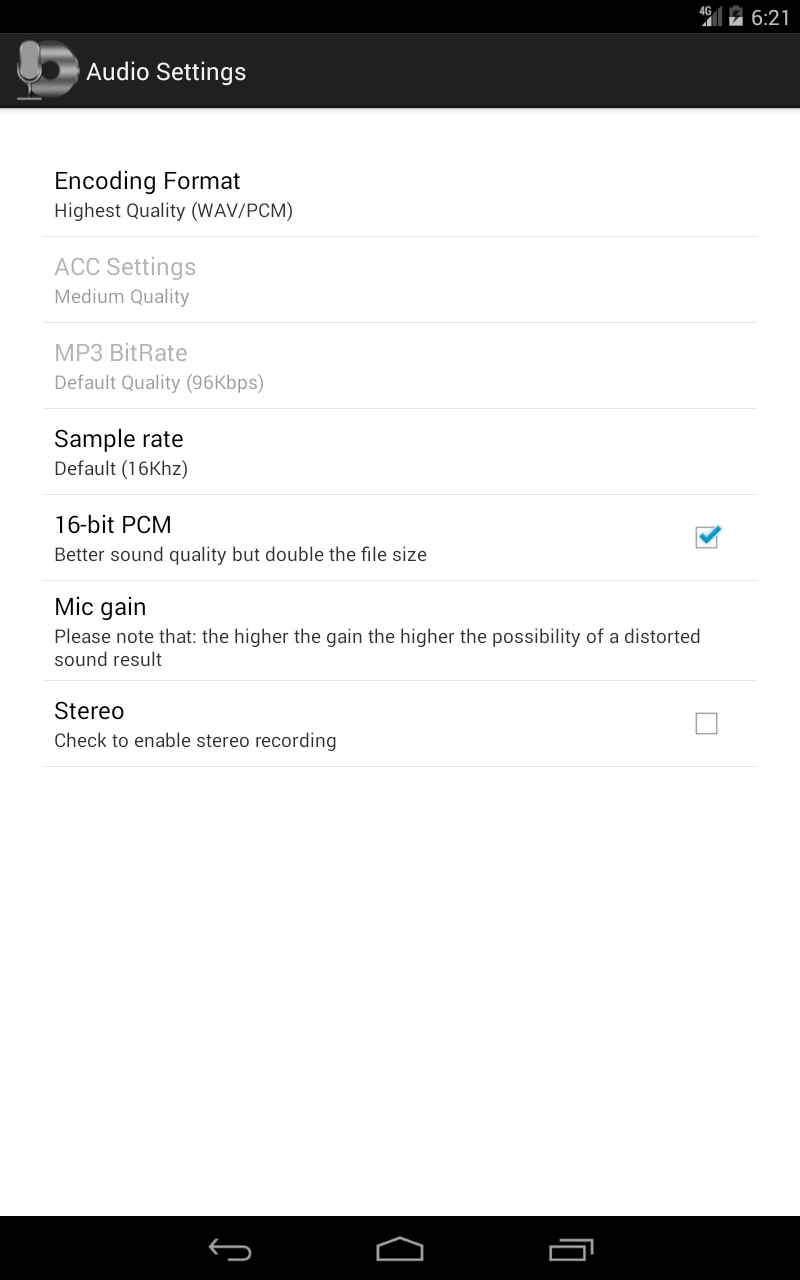 4G 6:21
Audio Settings
Encoding Format
Highest Quality (WAV/PCM)
ACC Settings
Medium Quality
MP3 BitRate
Default Quality (96Kbps)
Sample rate
Default (16Khz)
16-bit PCM
Better sound quality but double the file size
Mic gain
Please note that: the higher the gain the higher the possibility of a distorted
sound result
Stereo
Check to enable stereo recording